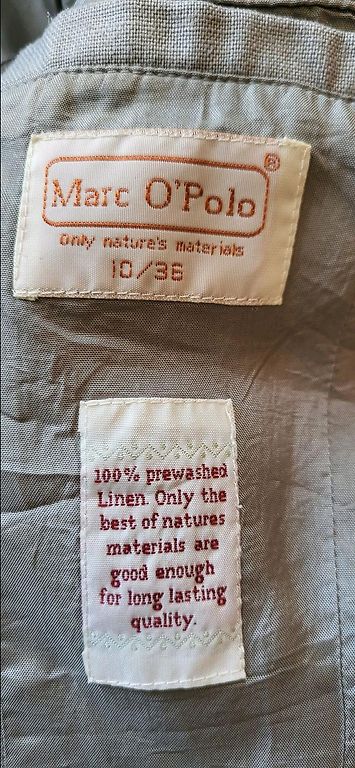 Marc O'Polo®
only nature's materials
10/36
100% prewashed
Linen. Only the
best of natures
materials are
good enough
for long lasting
quality.